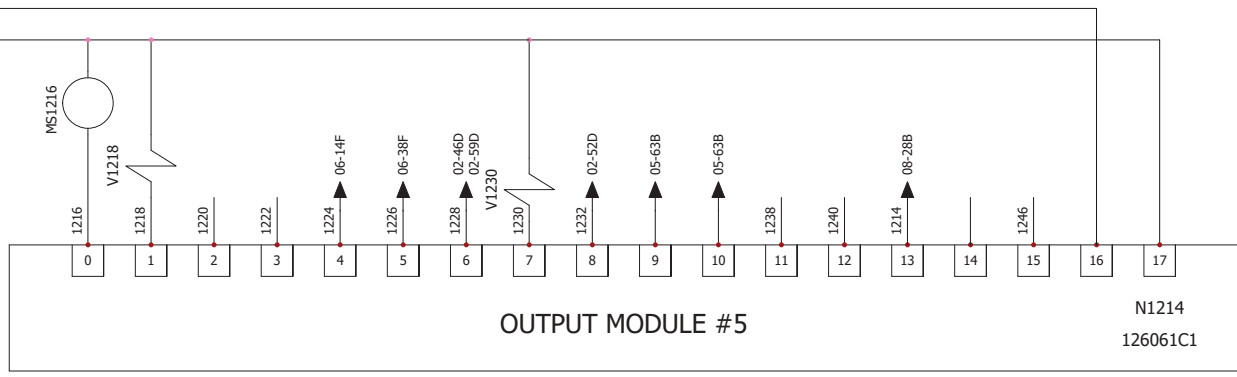 MS1216
V1218
06-14F
06-38F
02-46D
02-59D
V1230
02-52D
05-63B
05-63B
08-28B
1216
1218
1220
1222
1224
1226
1228
1230
1232
1238
1240
1214
1246
0
1
2
3
4
5
6
7
8
9
10
11
12
13
14
15
16
17
OUTPUT MODULE #5
N1214
126061C1